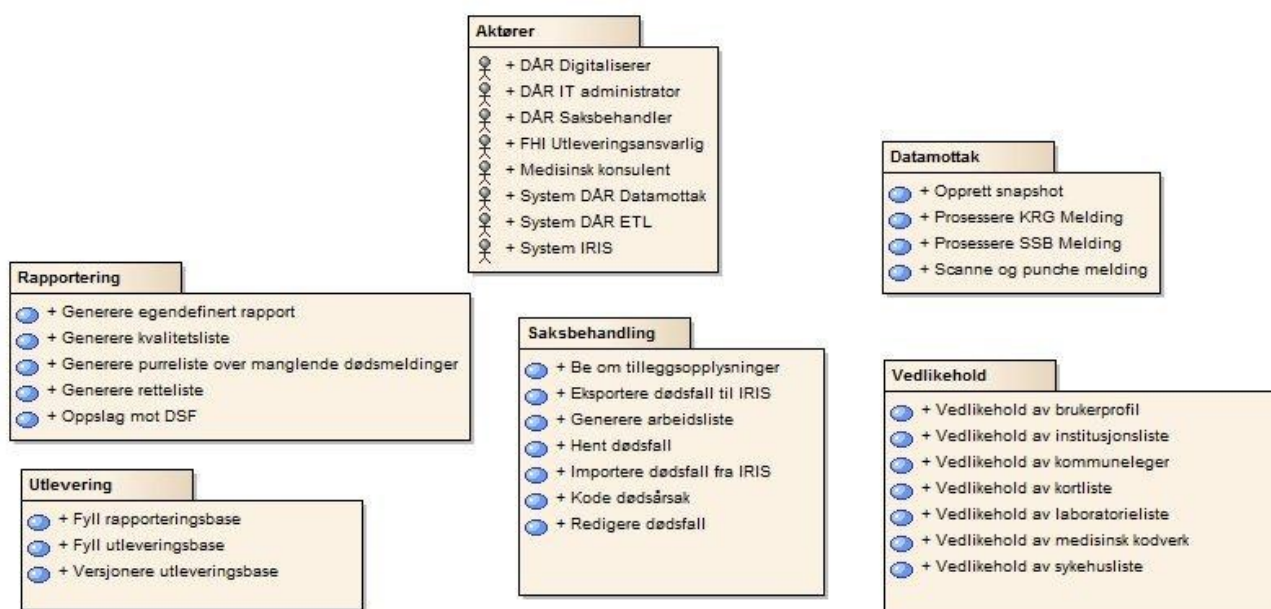 Aktører
+ DÅR Digitaliserer
+ DÅR IT administrator
+ DÅR Saksbehandler
+ FHI Utleveringsansvarlig
+ Medisinsk konsulent
+ System DÅR Datamottak
+ System DÅR ETL
+ System IRIS
Datamottak
+ Opprett snapshot
+ Prosessere KRG Melding
+ Prosessere SSB Melding
+ Scanne og punche melding
Rapportering
+ Generere egendefinert rapport
+ Generere kvalitetsliste
+ Generere purreliste over manglende dødsmeldinger
+ Generere retteliste
+ Oppslag mot DSF
Saksbehandling
+ Be om tilleggsopplysninger
+ Eksportere dødsfall til IRIS
+ Generere arbeidsliste
+ Hent dødsfall
+ Importere dødsfall fra IRIS
+ Kode dødsårsak
+ Redigere dødsfall
Vedlikehold
+ Vedlikehold av brukerprofil
+ Vedlikehold av institusjonsliste
+ Vedlikehold av kommuneleger
+ Vedlikehold av kortliste
+ Vedlikehold av laboratorieliste
+ Vedlikehold av medisinsk kodverk
+ Vedlikehold av sykehusliste
Utlevering
+ Fyll rapporteringsbase
+ Fyll utleveringsbase
+ Versjonere utleveringsbase